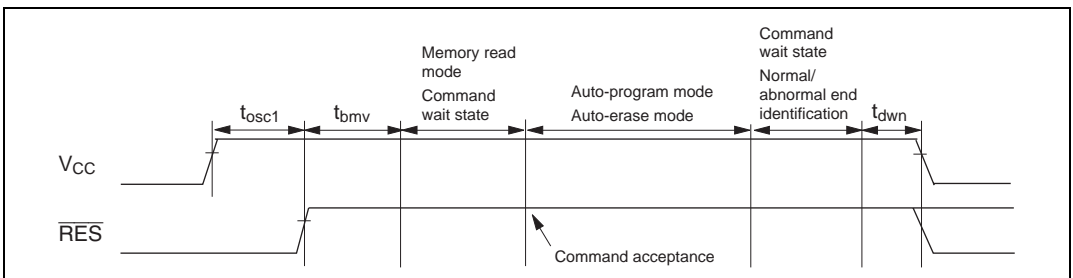 Memory read
mode
Command
wait state
Auto-program mode
Auto-erase mode
Command
wait state
Normal/
abnormal end
identification
tosc1
tbmv
tdwn
VCC
RES
Command acceptance